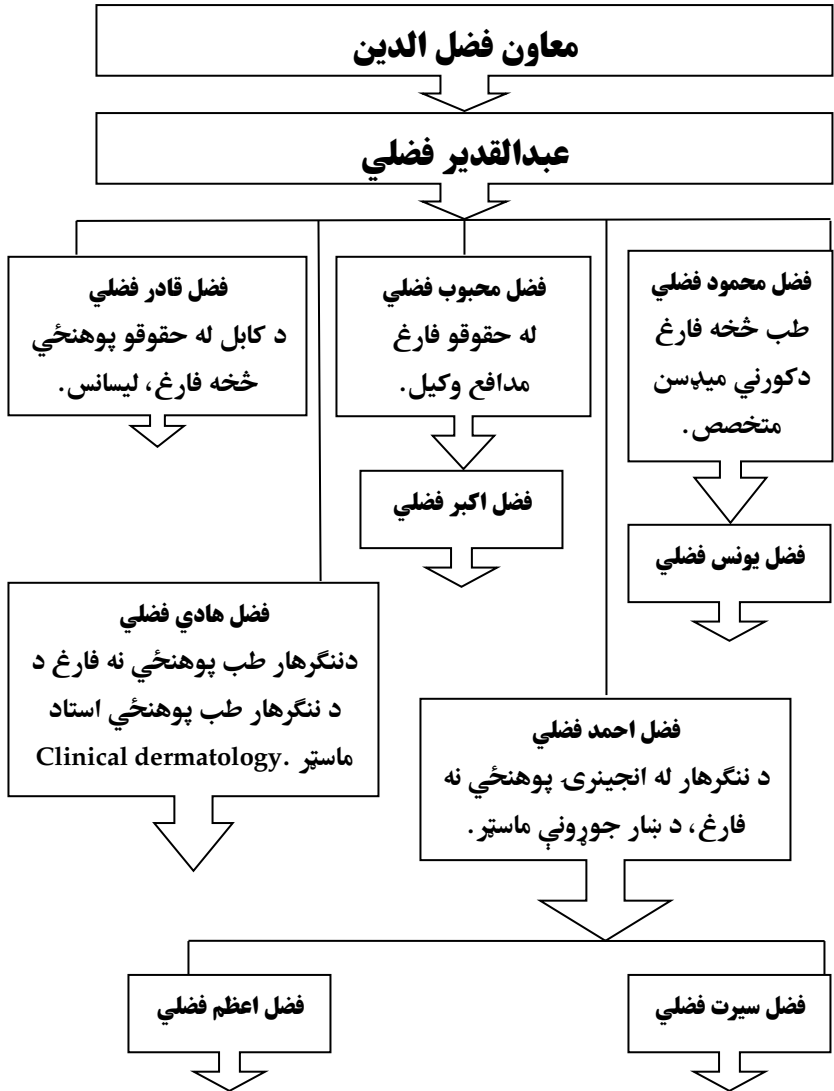 معاون فضل الدين
عبدالقدير فضلي
فضل محمود فضلي
طب څخه فارغ
دکورني ميډسن
متخصص.
فضل محبوب فضلي
له حقوقو فارغ
مدافع وکيل.
فضل قادر فضلي
د کابل له حقوقو پوهنځي
څخه فارغ، ليسانس.
فضل اکبر فضلي
فضل يونس فضلي
فضل هادي فضلي
دننگرهار طب پوهنځي نه فارغ د
د ننگرهار طب پوهنځي استاد
ماسټر .Clinical dermatology
فضل احمد فضلي
د ننگرهار له انجينرۍ پوهنځي نه
فارغ، د ښار جوړونې ماسټر.
فضل سيرت فضلي
فضل اعظم فضلي